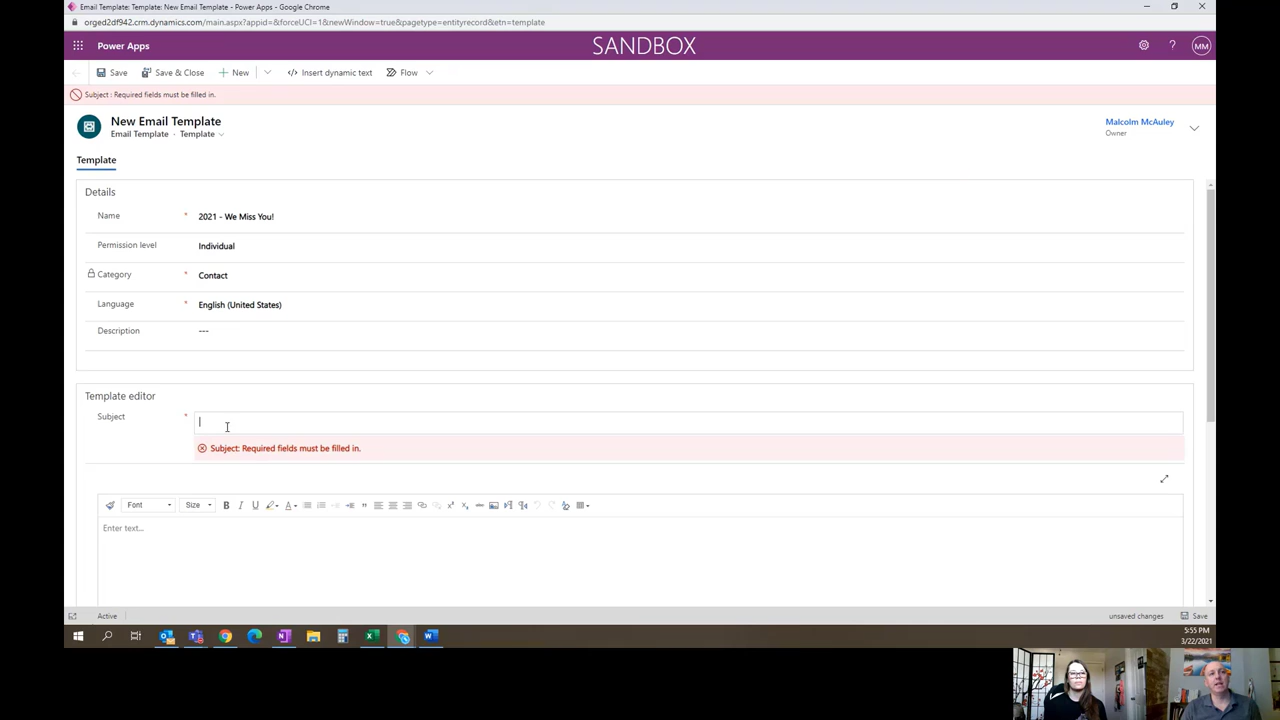 Email Template: Template: New Email Template - Power Apps - Google Chrome
orged2df942.crm.dynamics.com/main.aspx?appid=&forceUCI=1&newWindow=true&pagetype=entityrecord&etn=template
Power Apps
SANDBOX
MM
Save
Save & Close
New
Insert dynamic text
Flow
Subject : Required fields must be filled in.
New Email Template
Email Template · Template
Malcolm McAuley
Owner
Template
Details
Name * 2021 - We Miss You!
Permission level Individual
Category * Contact
Language * English (United States)
Description ---
Template editor
Subject *
Subject: Required fields must be filled in.
Font Size B I U A
Enter text...
Active
unsaved changes
Save
5:55 PM
3/22/2021